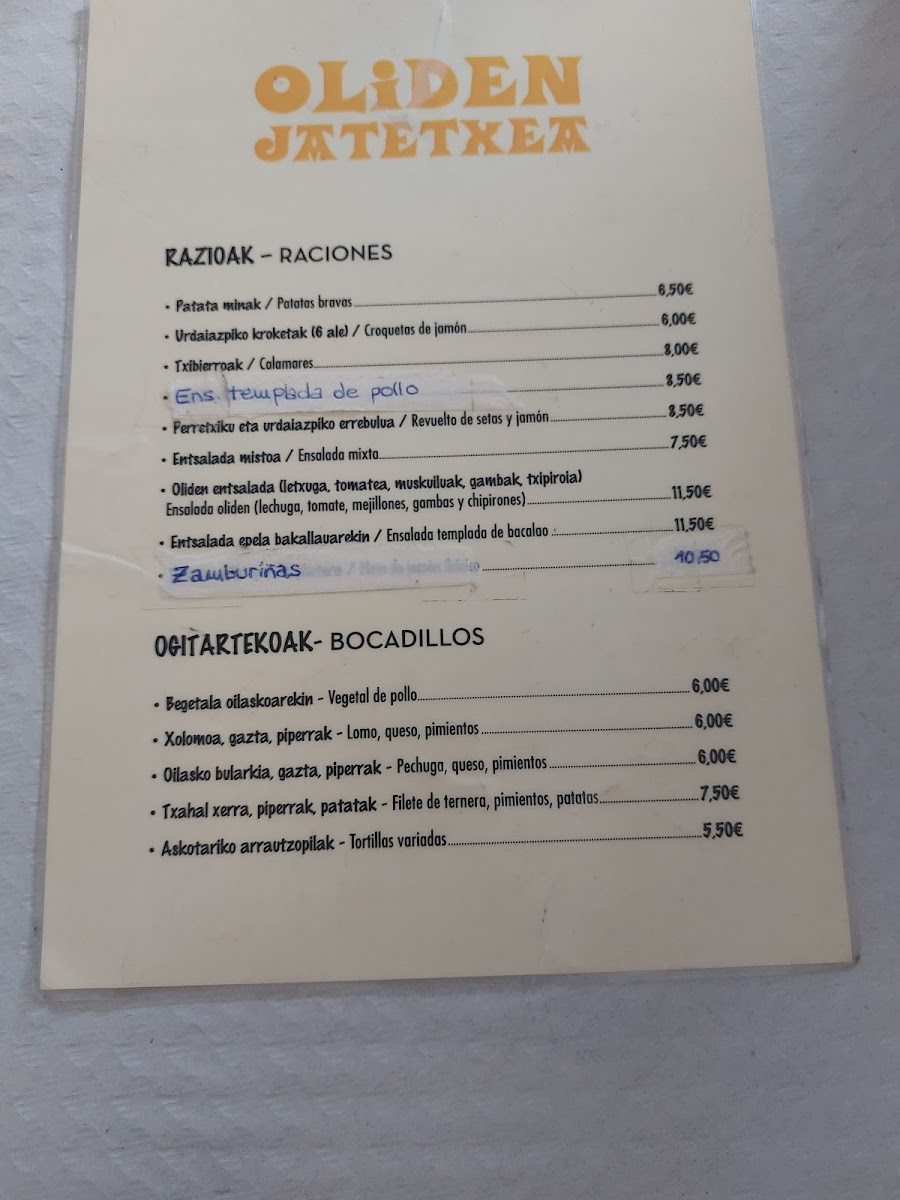 OLiDEN
JATETXEA
RAZIOAK – RACIONES
• Patata minak / Patatas bravas 6,50€
• Urdaiazpiko kroketak (6 ale) / Croquetas de jamón 6,00€
• Txibierroak / Calamares 8,00€
• Ens. templada de pollo 8,50€
• Perretxiku eta urdaiazpiko errebulua / Revuelto de setas y jamón 8,50€
• Entsalada mistoa / Ensalada mixta 7,50€
• Oliden entsalada (letxuga, tomatea, muskuiluak, gambak, txipiroia)
Ensalada oliden (lechuga, tomate, mejillones, gambas y chipirones) 11,50€
• Entsalada epela bakallauarekin / Ensalada templada de bacalao 11,50€
• Zamburiñas 10,50
OGITARTEKOAK- BOCADILLOS
• Begetala oilaskoarekin - Vegetal de pollo 6,00€
• Xolomoa, gazta, piperrak - Lomo, queso, pimientos 6,00€
• Oilasko bularkia, gazta, piperrak - Pechuga, queso, pimientos 6,00€
• Txahal xerra, piperrak, patatak - Filete de ternera, pimientos, patatas 7,50€
• Askotariko arrautzopilak - Tortillas variadas 5,50€